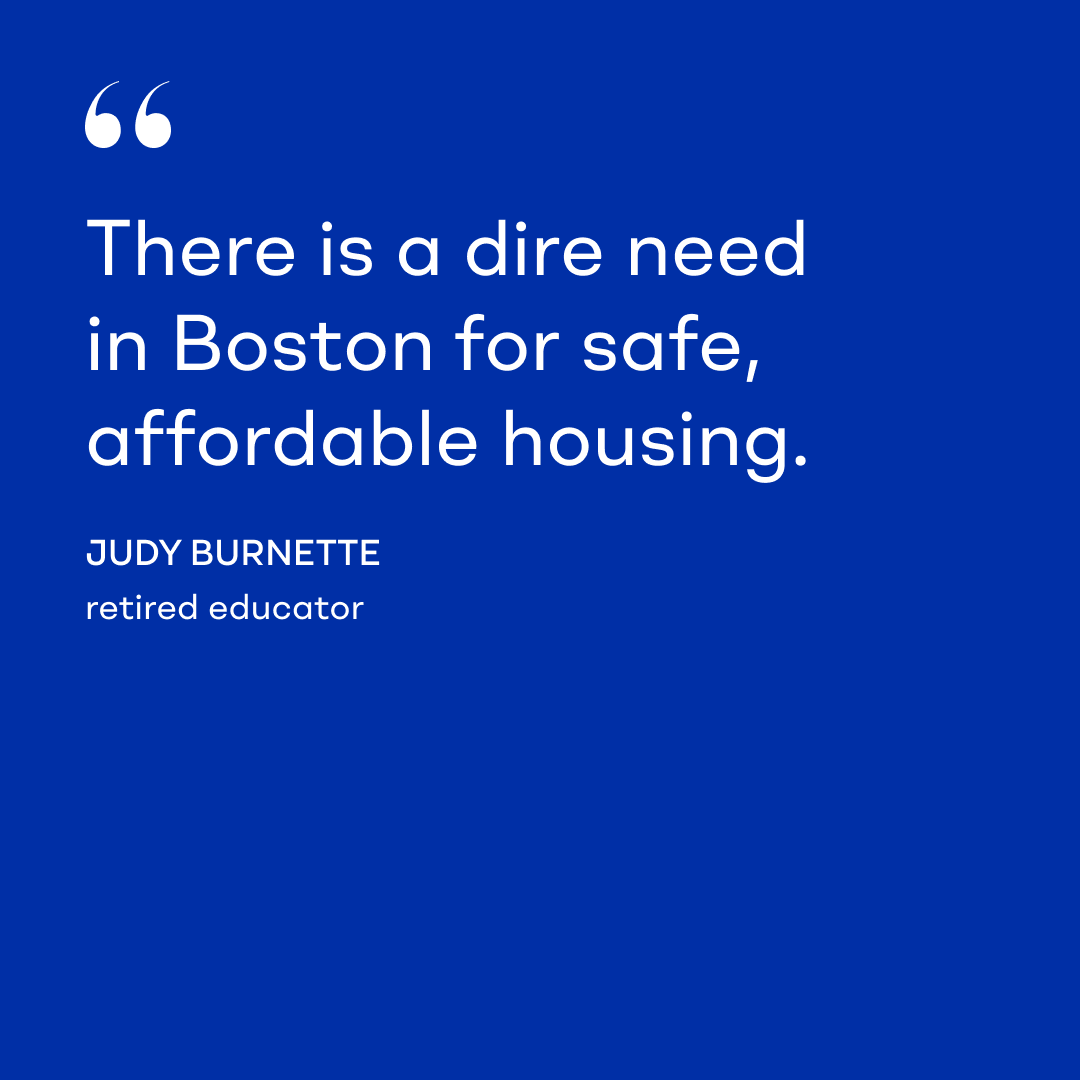 “
There is a dire need
in Boston for safe,
affordable housing.
JUDY BURNETTE
retired educator